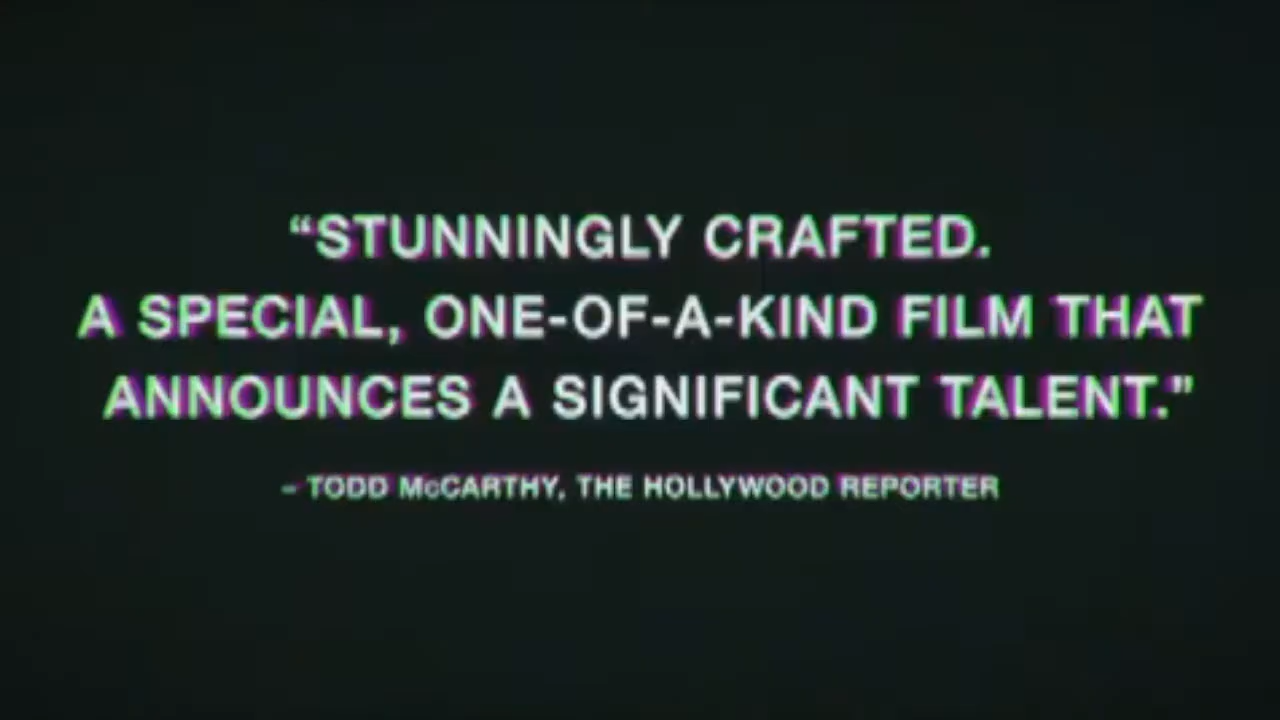 “STUNNINGLY CRAFTED.
A SPECIAL, ONE-OF-A-KIND FILM THAT
ANNOUNCES A SIGNIFICANT TALENT.”
– TODD McCARTHY, THE HOLLYWOOD REPORTER